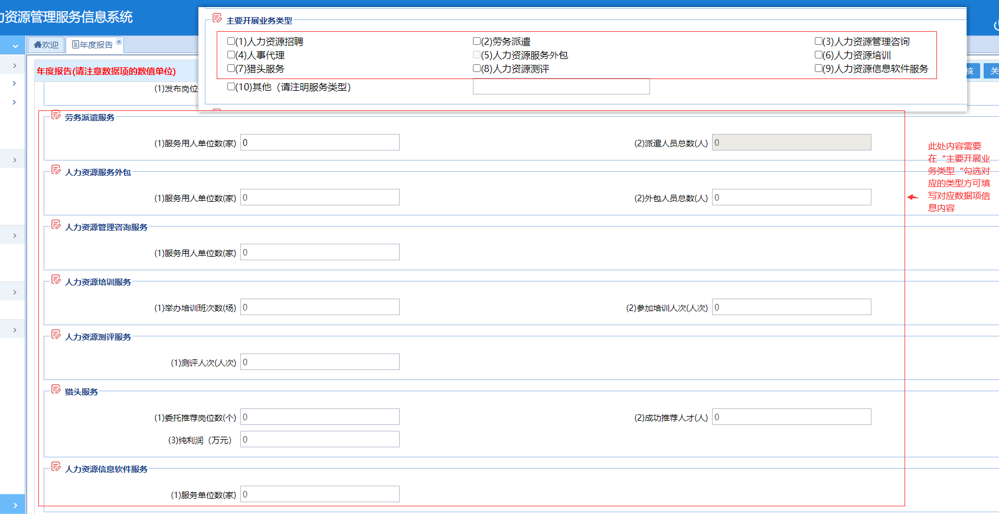 力资源管理服务信息系统
欢迎
年度报告
年度报告(请注意数据项的数值单位)
核
关
主要开展业务类型
(1)人力资源招聘
(2)劳务派遣
(3)人力资源管理咨询
(4)人事代理
(5)人力资源服务外包
(6)人力资源培训
(7)猎头服务
(8)人力资源测评
(9)人力资源信息软件服务
(10)其他（请注明服务类型）
(1)发布岗位
劳务派遣服务
(1)服务用人单位数(家) 0
(2)派遣人员总数(人) 0
人力资源服务外包
(1)服务用人单位数(家) 0
(2)外包人员总数(人) 0
人力资源管理咨询服务
(1)服务用人单位数(家) 0
人力资源培训服务
(1)举办培训班次数(场) 0
(2)参加培训人次(人次) 0
人力资源测评服务
(1)测评人次(人次) 0
猎头服务
(1)委托推荐岗位数(个) 0
(2)成功推荐人才(人) 0
(3)纯利润（万元） 0
人力资源信息软件服务
(1)服务单位数(家) 0
此处内容需要
在“主要开展业
务类型“勾选对
应的类型方可填
写对应数据项信
息内容